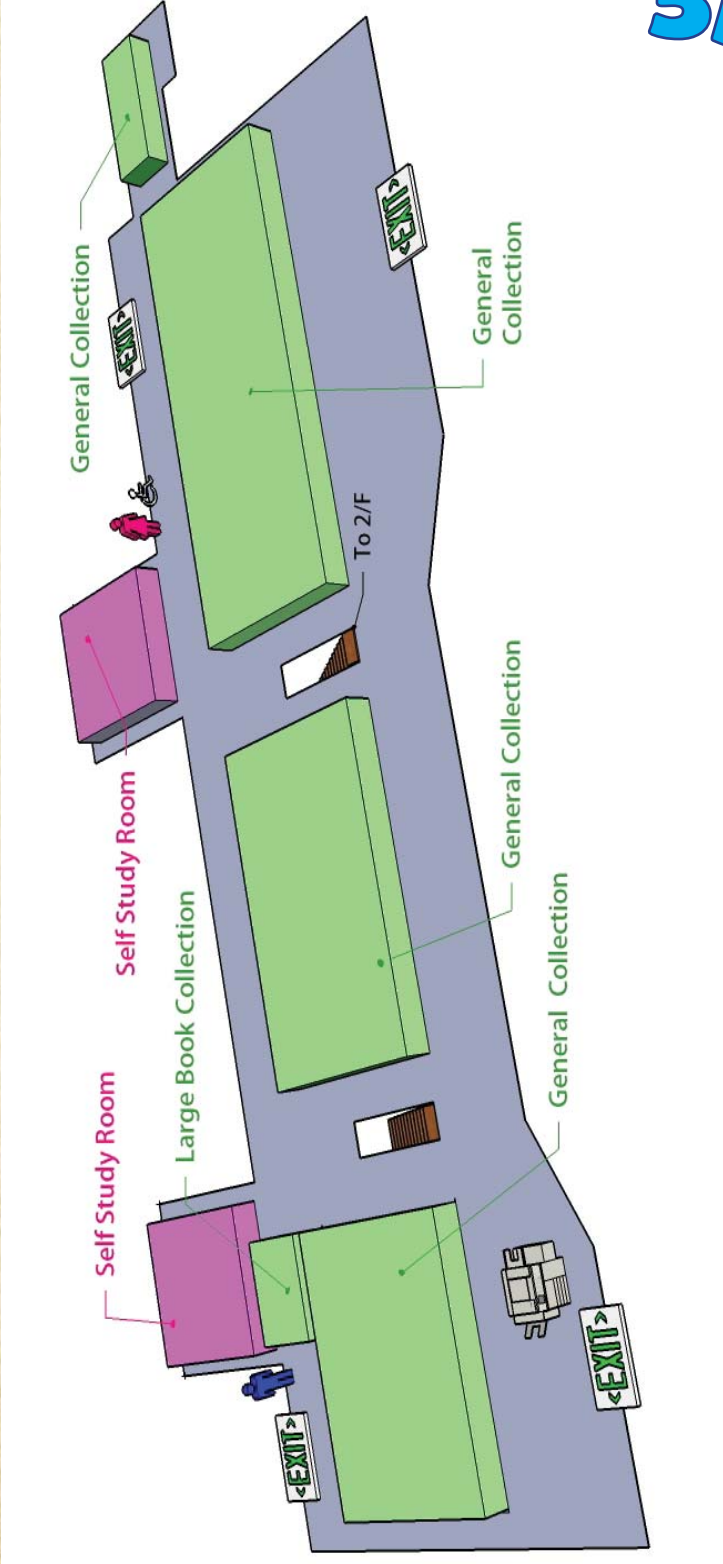 Self Study Room
Large Book Collection
Self Study Room
General Collection
<EXIT>
<EXIT>
To 2/F
General
Collection
<EXIT>
General Collection
General Collection
<EXIT>